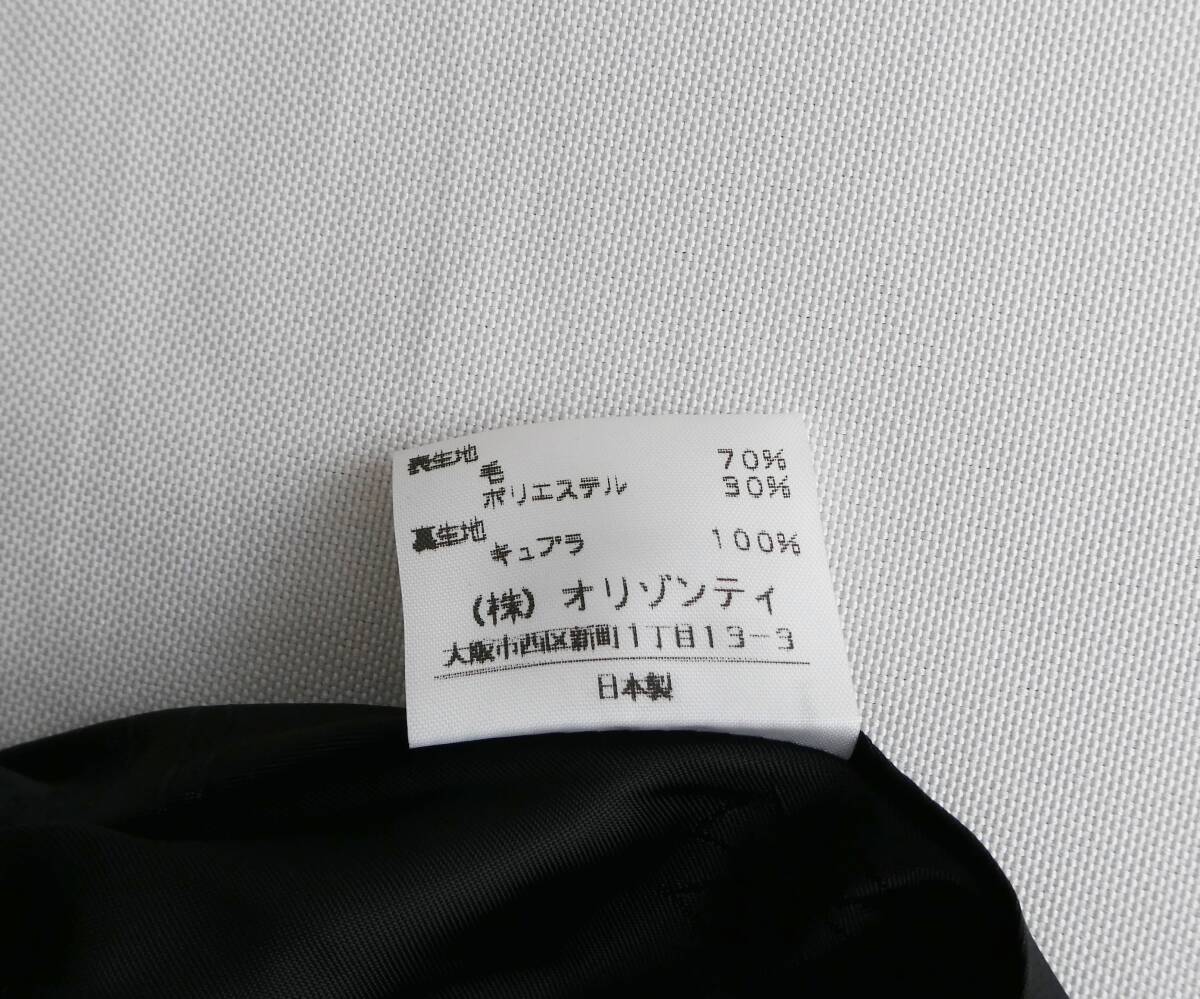 表生地
毛 70%
ポリエステル 30%
裏生地
キュプラ 100%
(株) オリゾンティ
大阪市西区新町1丁目13-3
日本製